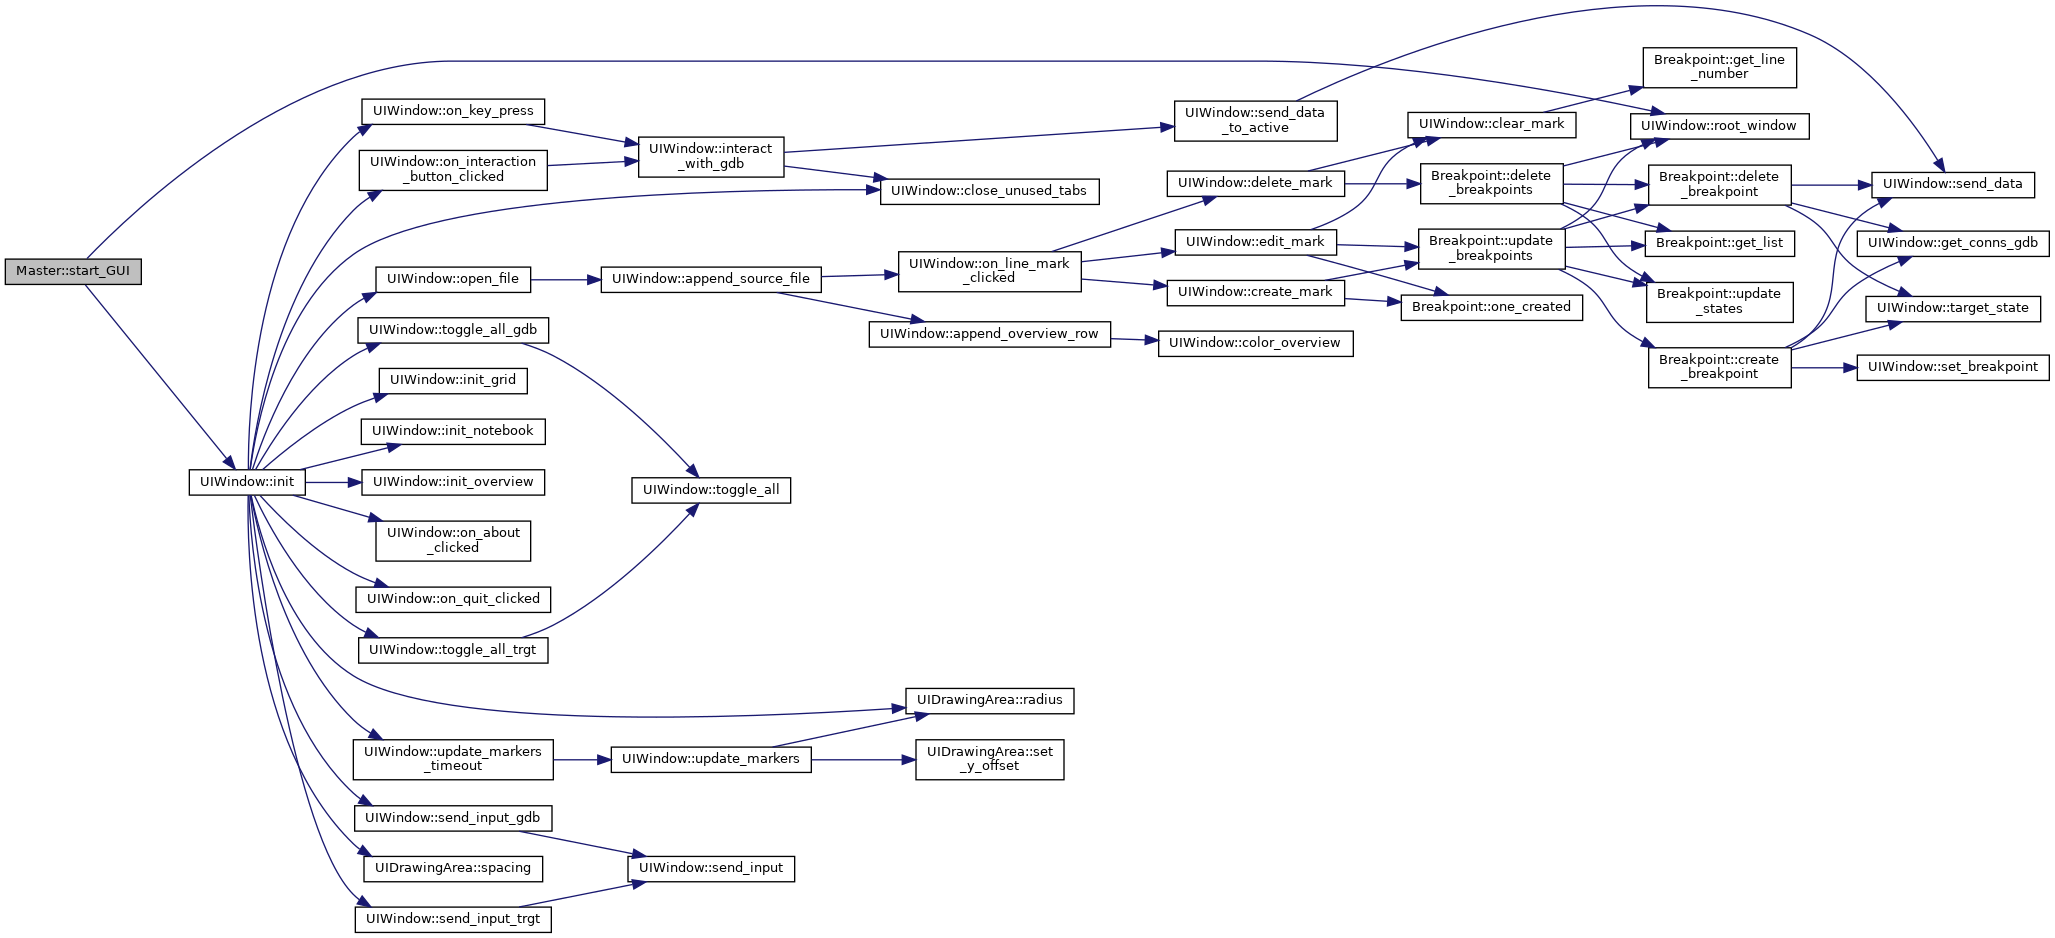 Master::start_GUI
UIWindow::init
UIWindow::on_key_press
UIWindow::on_interaction
_button_clicked
UIWindow::open_file
UIWindow::toggle_all_gdb
UIWindow::init_grid
UIWindow::init_notebook
UIWindow::init_overview
UIWindow::on_about
_clicked
UIWindow::on_quit_clicked
UIWindow::toggle_all_trgt
UIWindow::update_markers
_timeout
UIWindow::send_input_gdb
UIDrawingArea::spacing
UIWindow::send_input_trgt
UIWindow::interact
_with_gdb
UIWindow::append_source_file
UIWindow::toggle_all
UIWindow::update_markers
UIWindow::send_input
UIWindow::close_unused_tabs
UIWindow::on_line_mark
_clicked
UIWindow::append_overview_row
UIDrawingArea::radius
UIDrawingArea::set
_y_offset
UIWindow::send_data
_to_active
UIWindow::delete_mark
UIWindow::edit_mark
UIWindow::create_mark
UIWindow::color_overview
UIWindow::clear_mark
Breakpoint::delete
_breakpoints
Breakpoint::update
_breakpoints
Breakpoint::one_created
Breakpoint::get_line
_number
UIWindow::root_window
Breakpoint::delete
_breakpoint
Breakpoint::get_list
Breakpoint::update
_states
Breakpoint::create
_breakpoint
UIWindow::send_data
UIWindow::get_conns_gdb
UIWindow::target_state
UIWindow::set_breakpoint